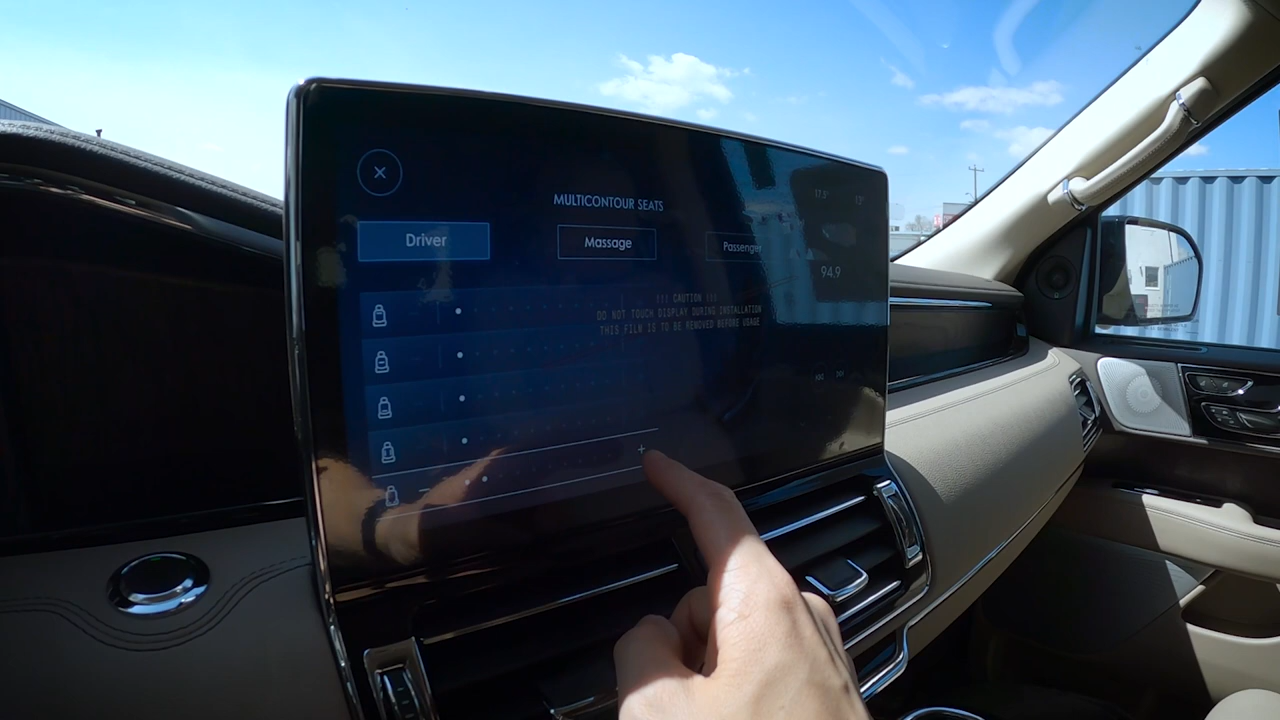 MULTICONTOUR SEATS
Driver
Massage
Passenger
94.9
!!! CAUTION !!!
DO NOT TOUCH DISPLAY DURING INSTALLATION
THIS FILM IS TO BE REMOVED BEFORE USAGE